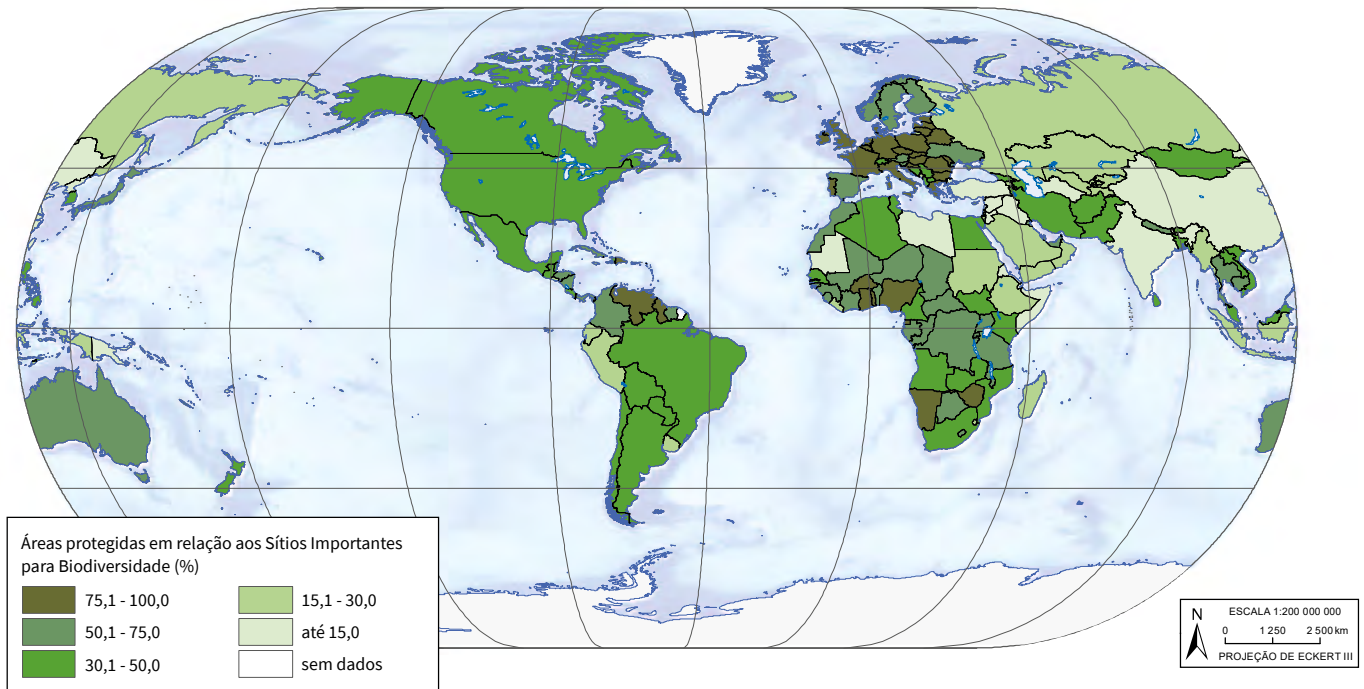 Áreas protegidas em relação aos Sítios Importantes
para Biodiversidade (%)
75,1 - 100,0
50,1 - 75,0
30,1 - 50,0
15,1 - 30,0
até 15,0
sem dados
N
ESCALA 1:200 000 000
0 1 250 2 500 km
PROJEÇÃO DE ECKERT III